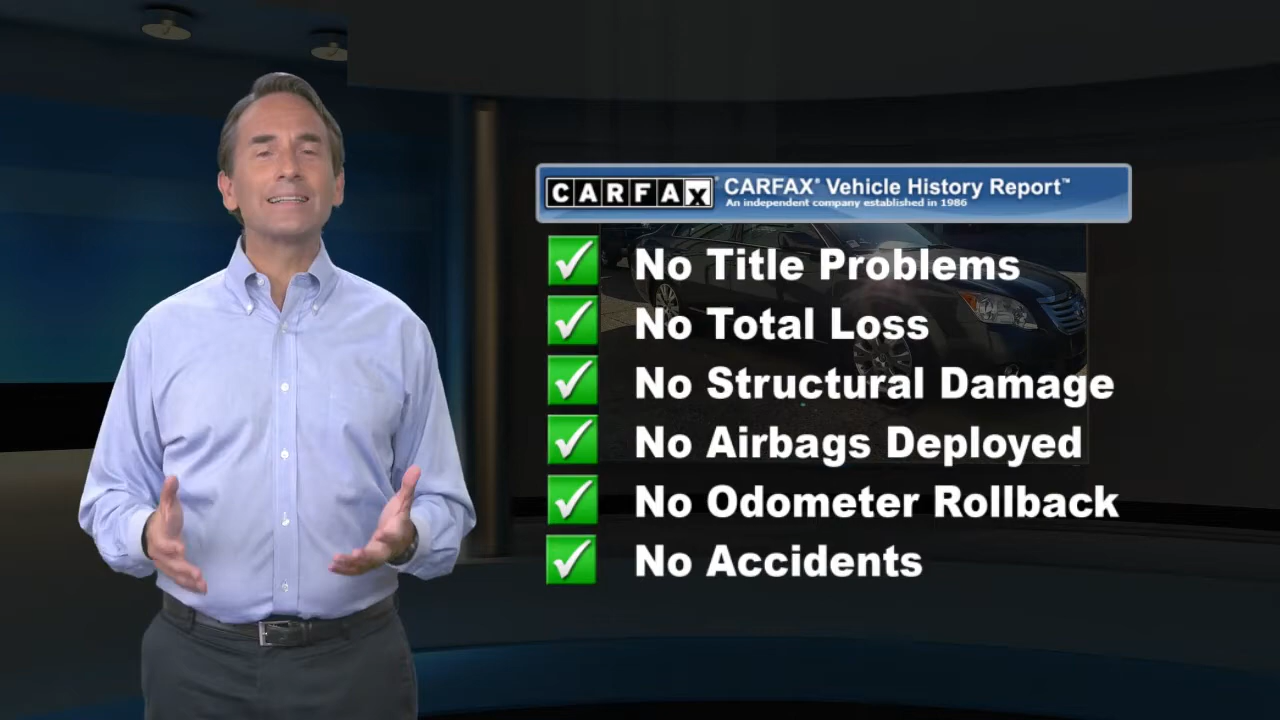 CARFAX® CARFAX® Vehicle History Report™
An independent company established in 1986
No Title Problems
No Total Loss
No Structural Damage
No Airbags Deployed
No Odometer Rollback
No Accidents